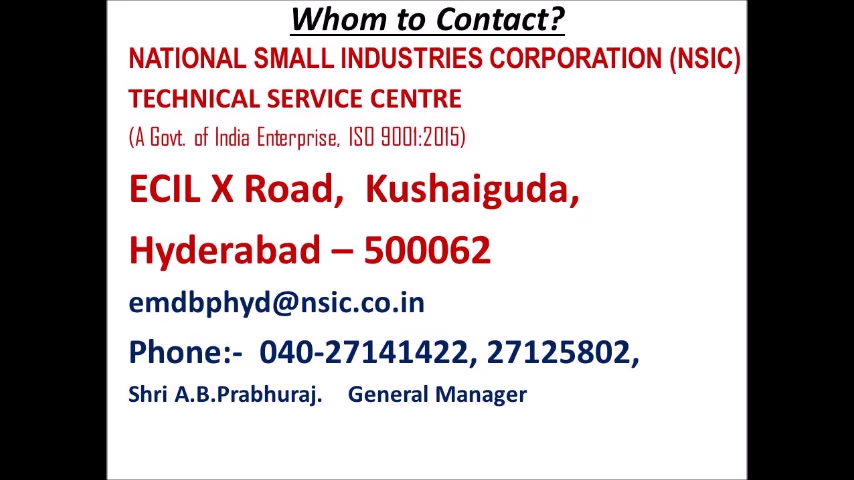 Whom to Contact?
NATIONAL SMALL INDUSTRIES CORPORATION (NSIC)
TECHNICAL SERVICE CENTRE
(A Govt. of India Enterprise, ISO 9001:2015)
ECIL X Road, Kushaiguda,
Hyderabad – 500062
emdbphyd@nsic.co.in
Phone:- 040-27141422, 27125802,
Shri A.B.Prabhuraj. General Manager